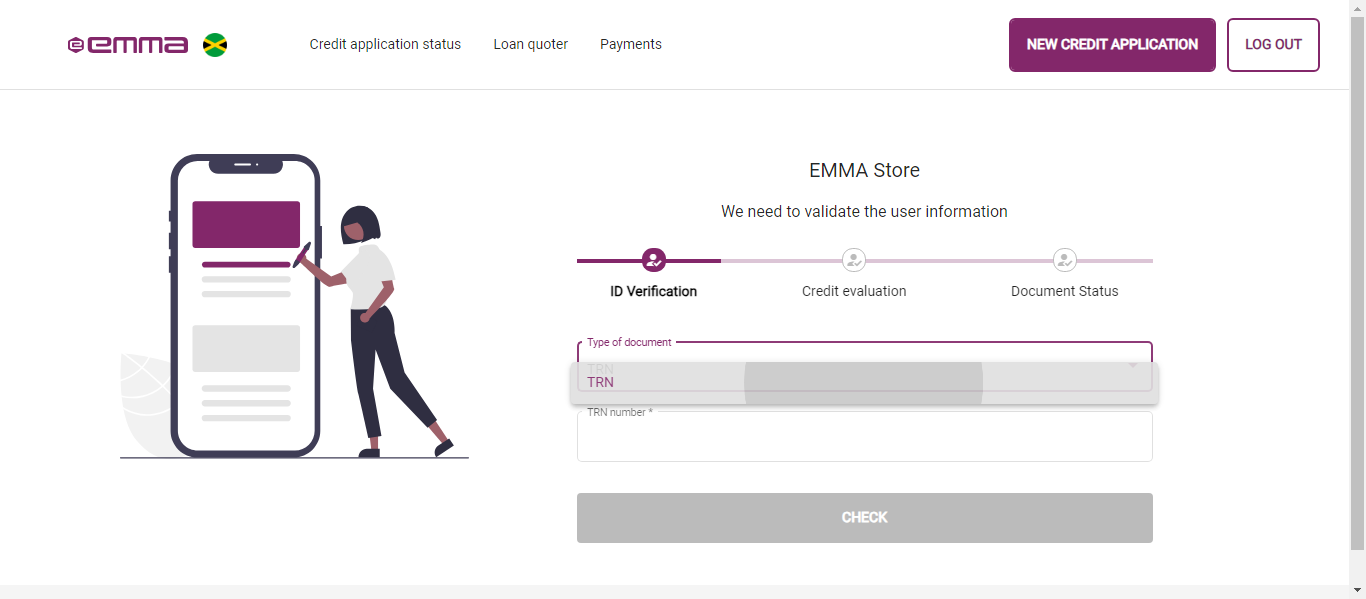 emma
Credit application status
Loan quoter
Payments
NEW CREDIT APPLICATION
LOG OUT
EMMA Store
We need to validate the user information
ID Verification
Credit evaluation
Document Status
Type of document
TRN
TRN
TRN number *
CHECK